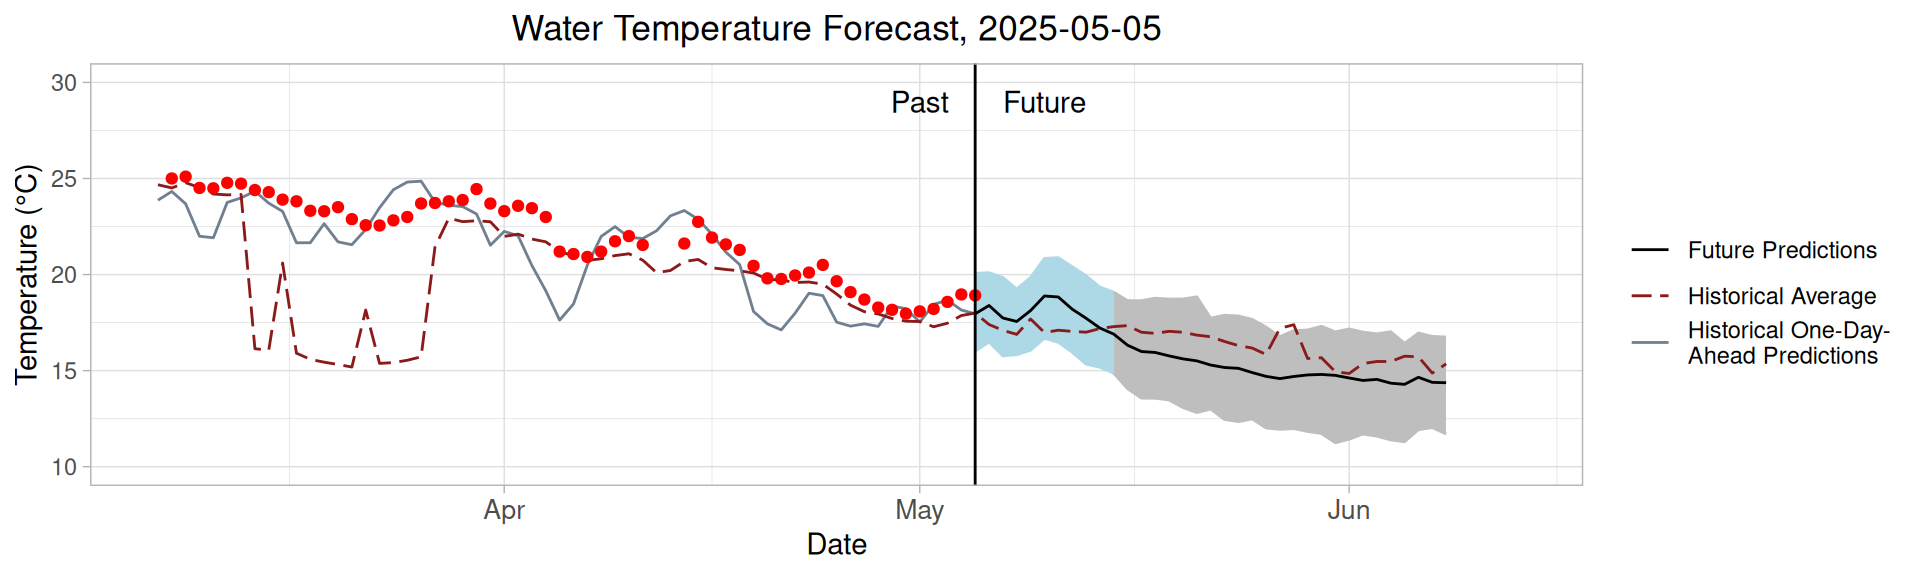 Water Temperature Forecast, 2025-05-05
Temperature (°C)
30
25
20
15
10
Past
Future
Apr
May
Jun
Date
Future Predictions
Historical Average
Historical One-Day-
Ahead Predictions